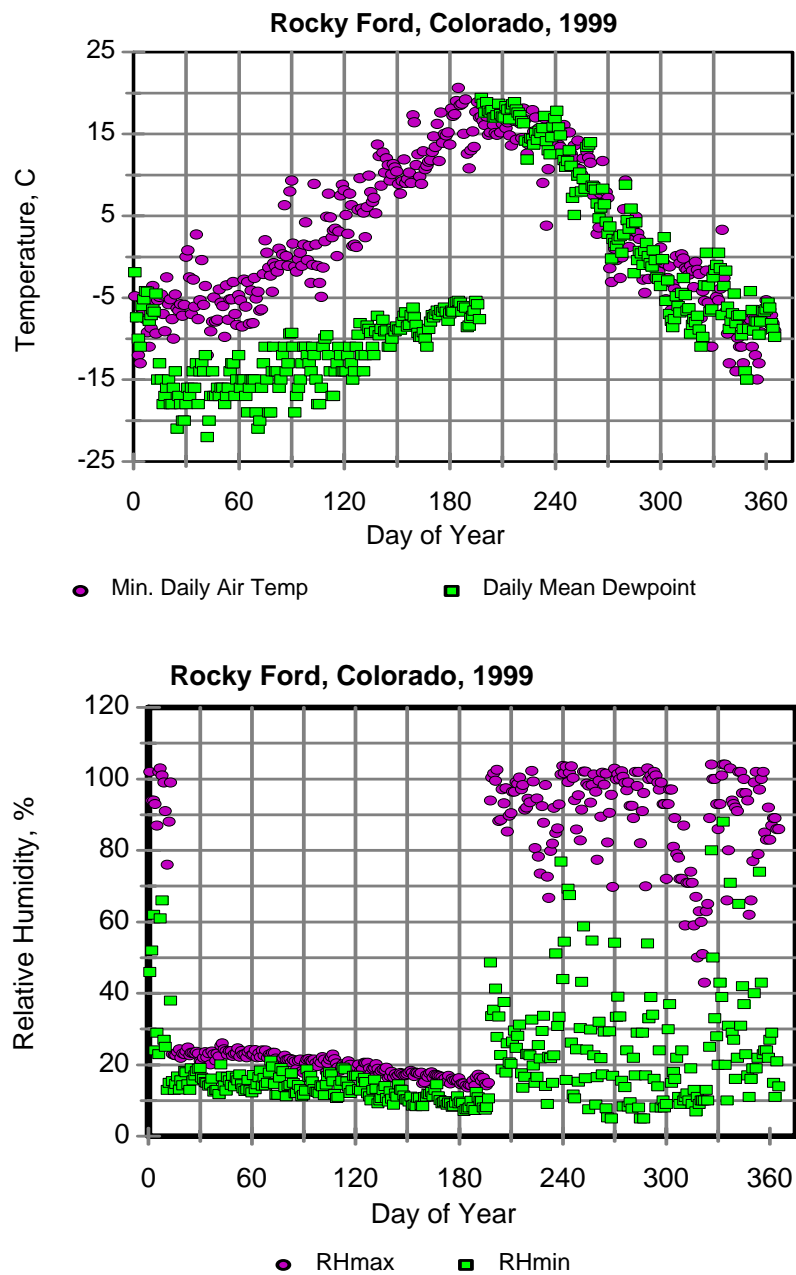 Rocky Ford, Colorado, 1999
25
15
5
-5
-15
-25
Temperature, C
0 60 120 180 240 300 360
Day of Year
Min. Daily Air Temp Daily Mean Dewpoint
Rocky Ford, Colorado, 1999
120
100
80
60
40
20
0
Relative Humidity, %
0 60 120 180 240 300 360
Day of Year
RHmax RHmin